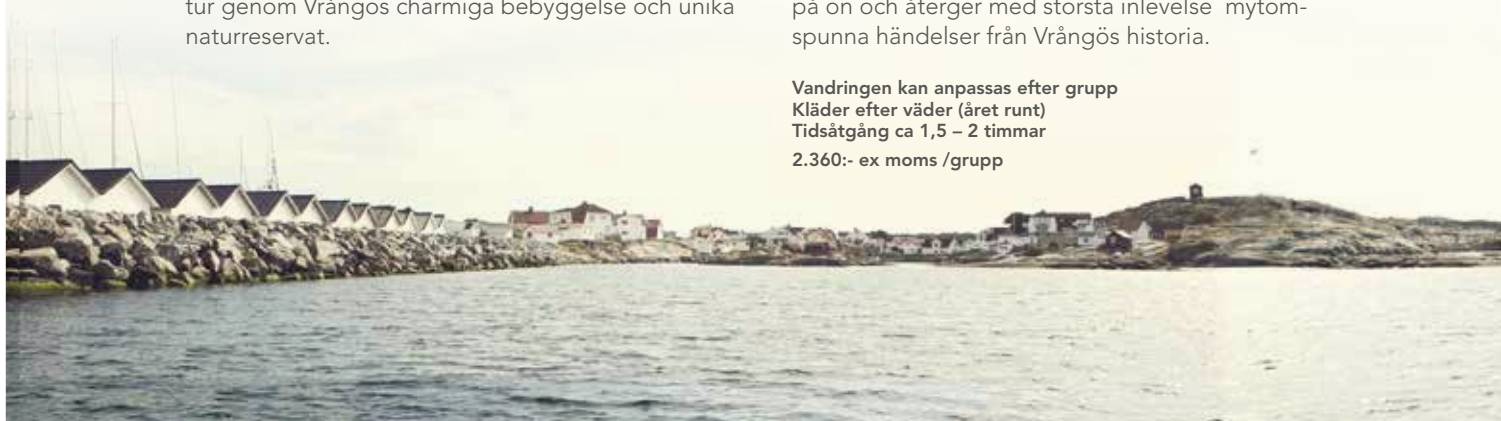 tur genom Vrångös charmiga bebyggelse och unika
naturreservat.
på ön och återger med största inlevelse mytom-
spunna händelser från Vrångös historia.
Vandringen kan anpassas efter grupp
Kläder efter väder (året runt)
Tidsåtgång ca 1,5 – 2 timmar
2.360:- ex moms /grupp